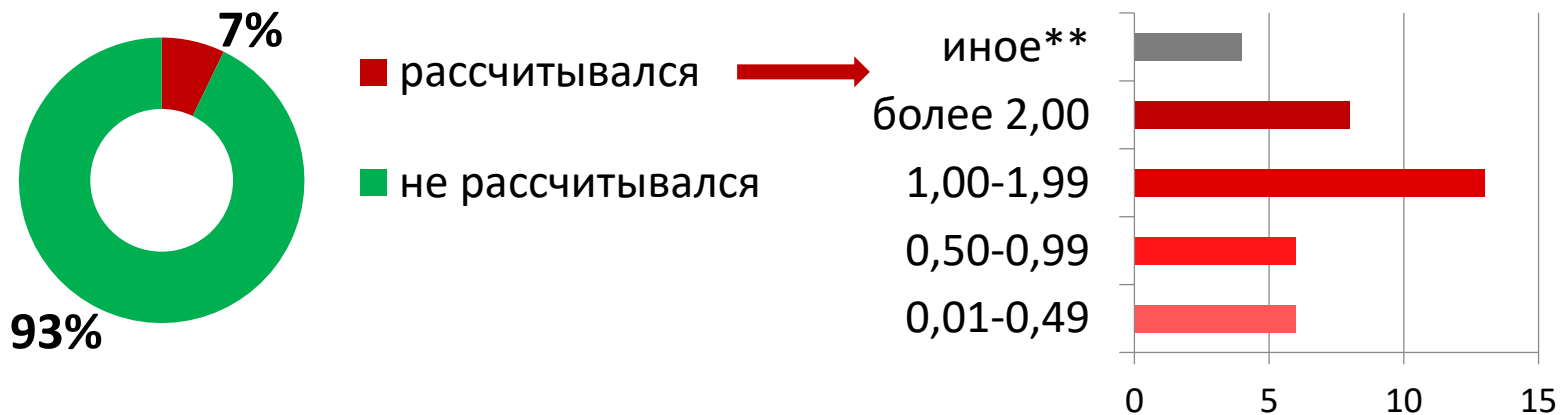 7%
93%
рассчитывался
не рассчитывался
иное**
более 2,00
1,00-1,99
0,50-0,99
0,01-0,49
0 5 10 15